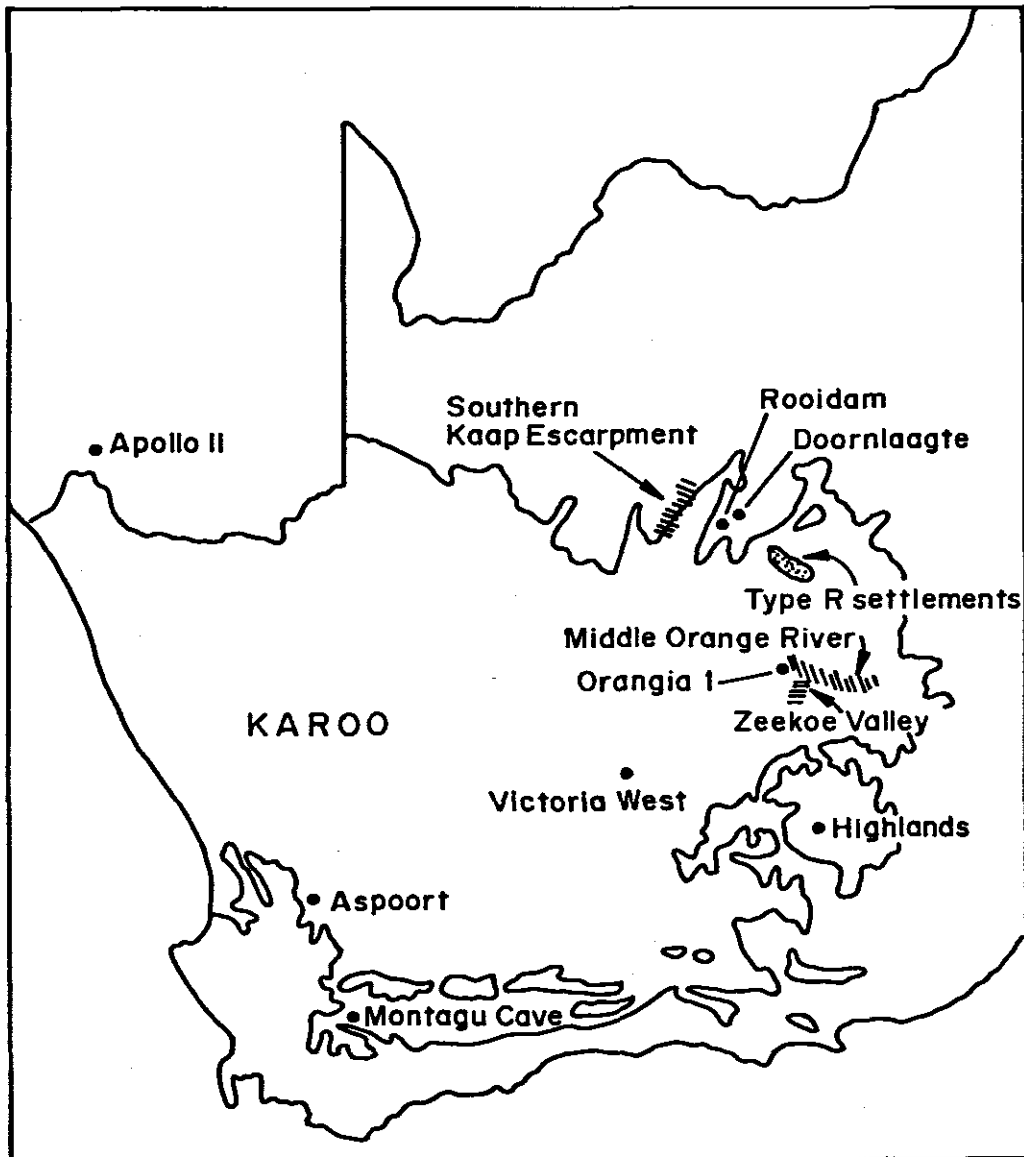 Rooidam
Southern
Kaap Escarpment
Doornlaagte
Apollo 11
Type R settlements
Middle Orange River
Orangia 1
Zeekoe Valley
KAROO
Victoria West
Highlands
Aspoort
Montagu Cave